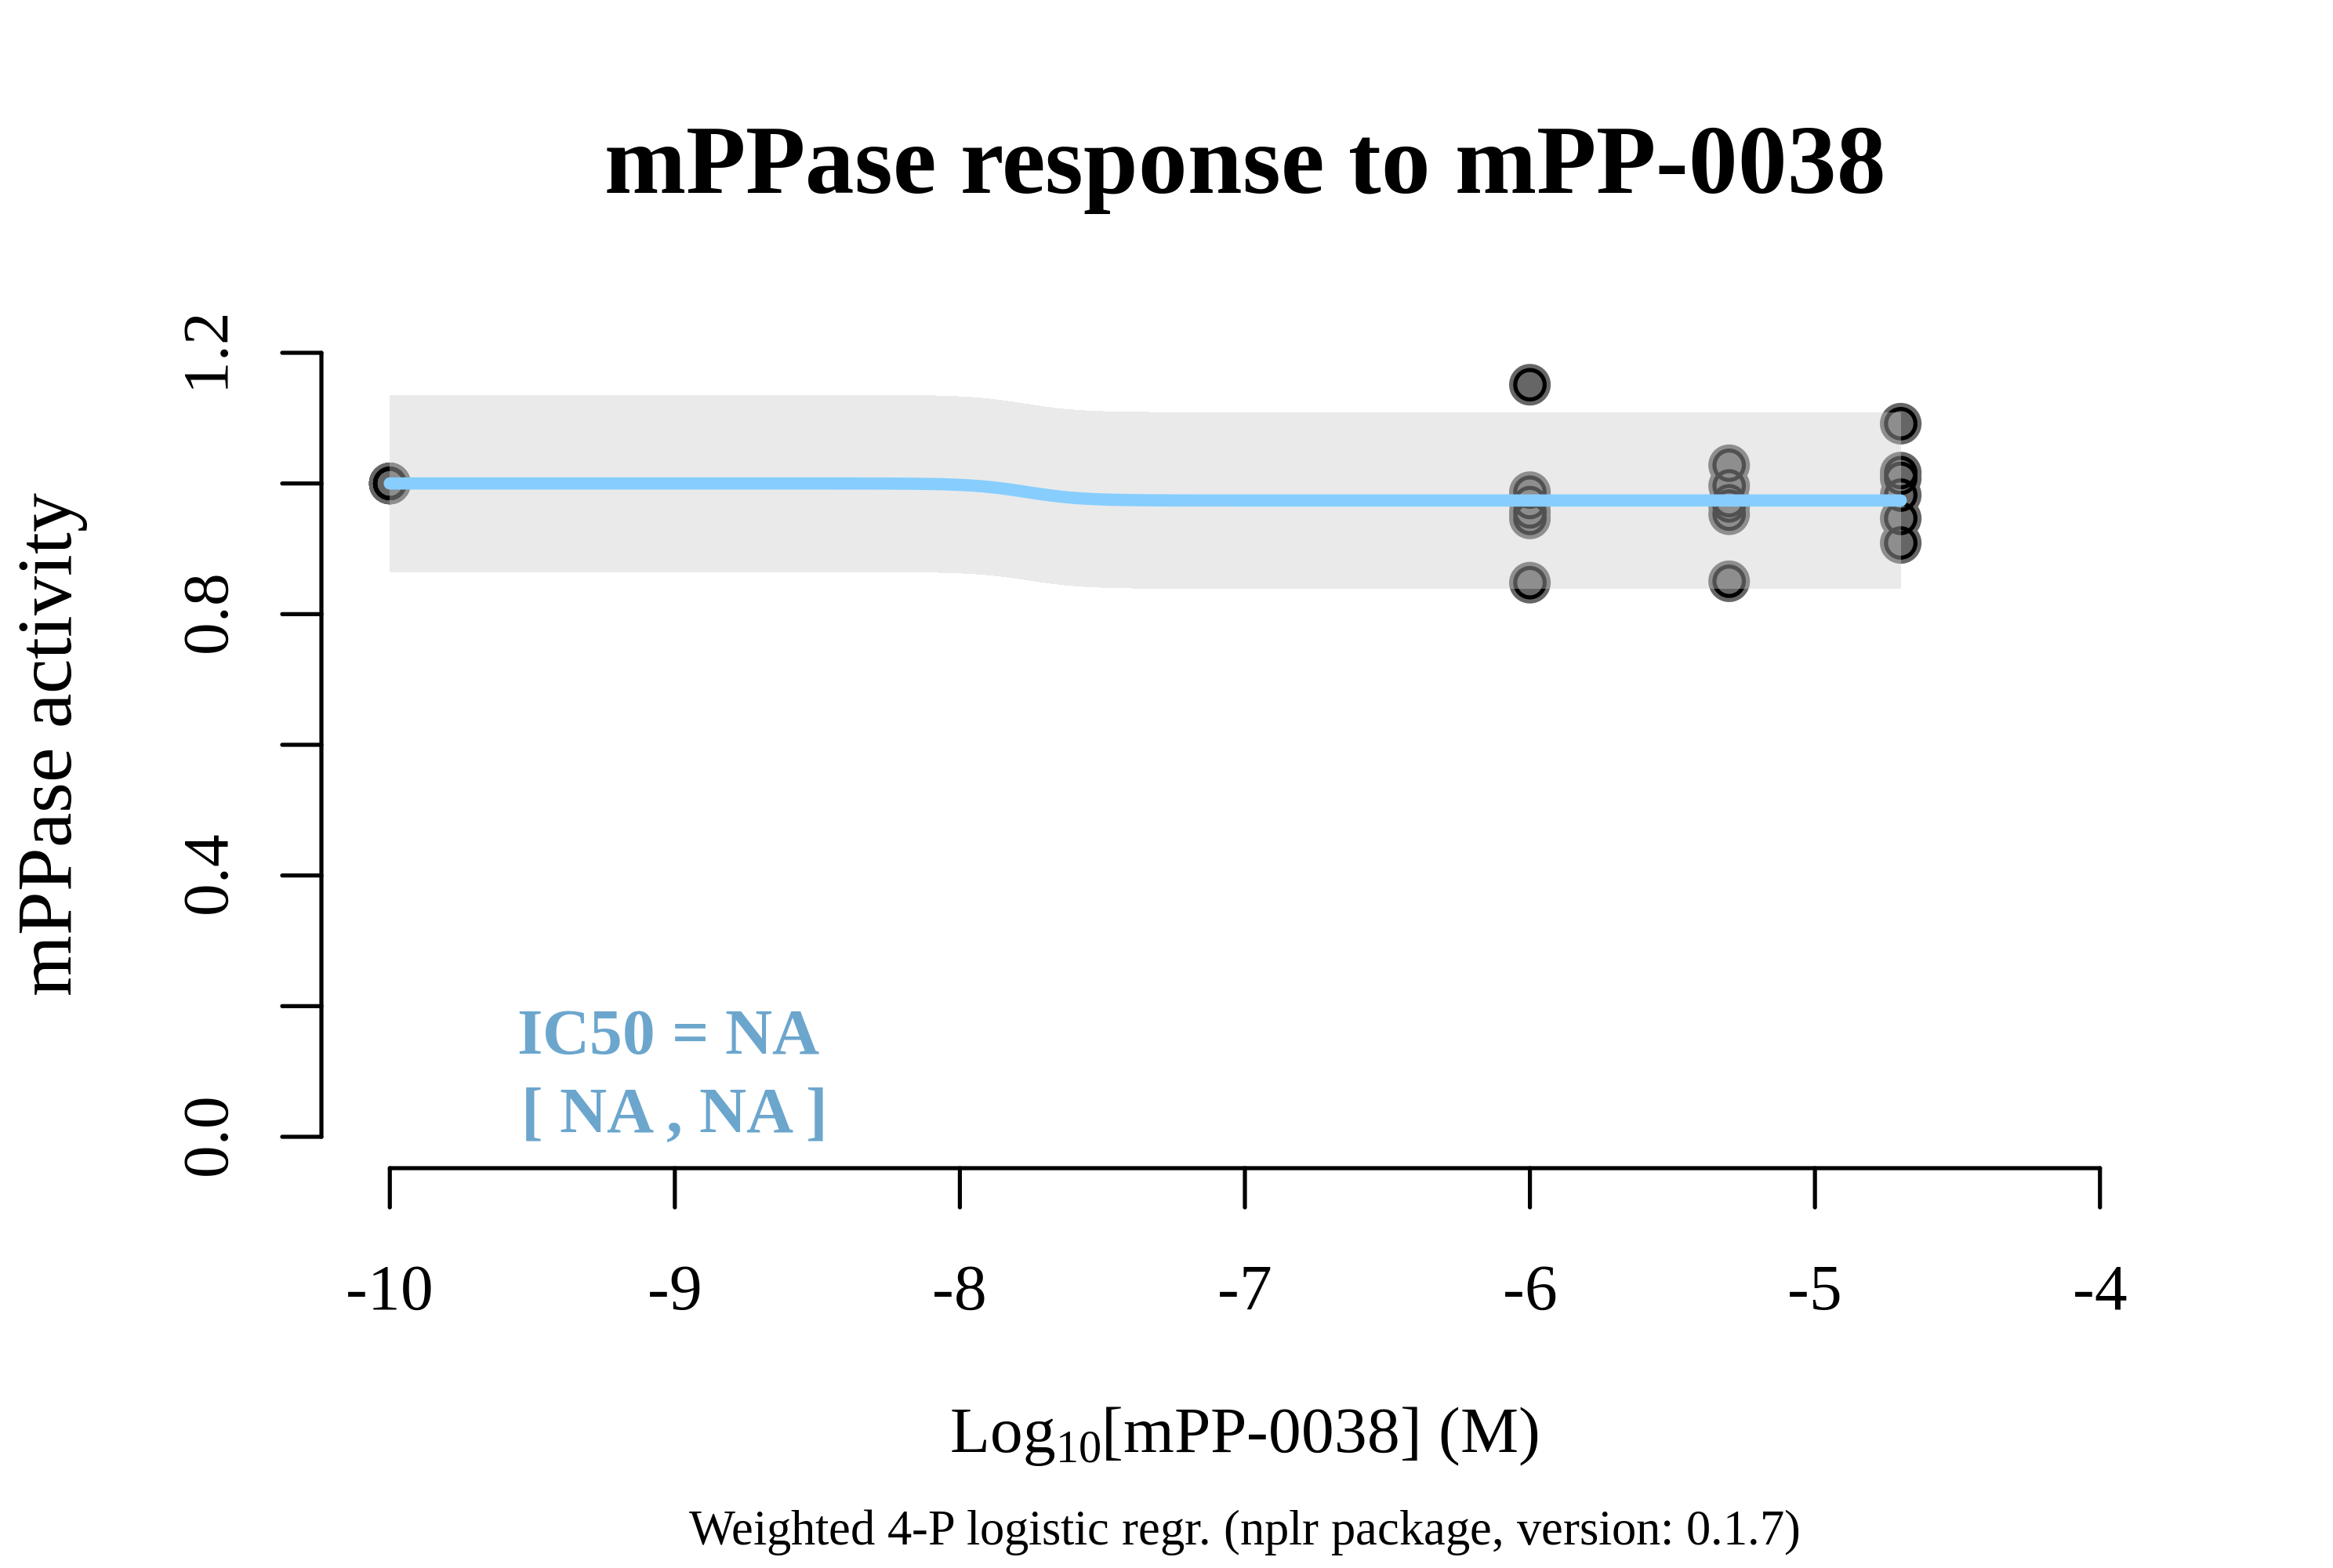 mPPase response to mPP-0038
mPPase activity
1.2
0.8
0.4
0.0
IC50 = NA
[ NA , NA ]
-10 -9 -8 -7 -6 -5 -4
Log10[mPP-0038] (M)
Weighted 4-P logistic regr. (nplr package, version: 0.1.7)